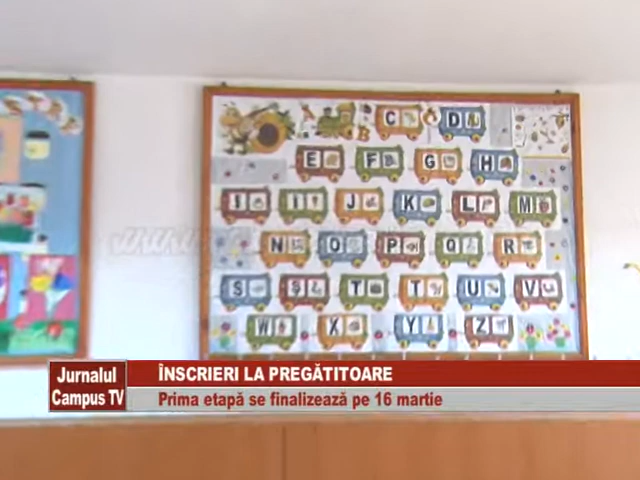 B C D
E F G H
I Î J K L M
N O P Q R
S Ș T Ț U V
W X Y Z
Jurnalul
Campus TV
ÎNSCRIERI LA PREGĂTITOARE
Prima etapă se finalizează pe 16 martie